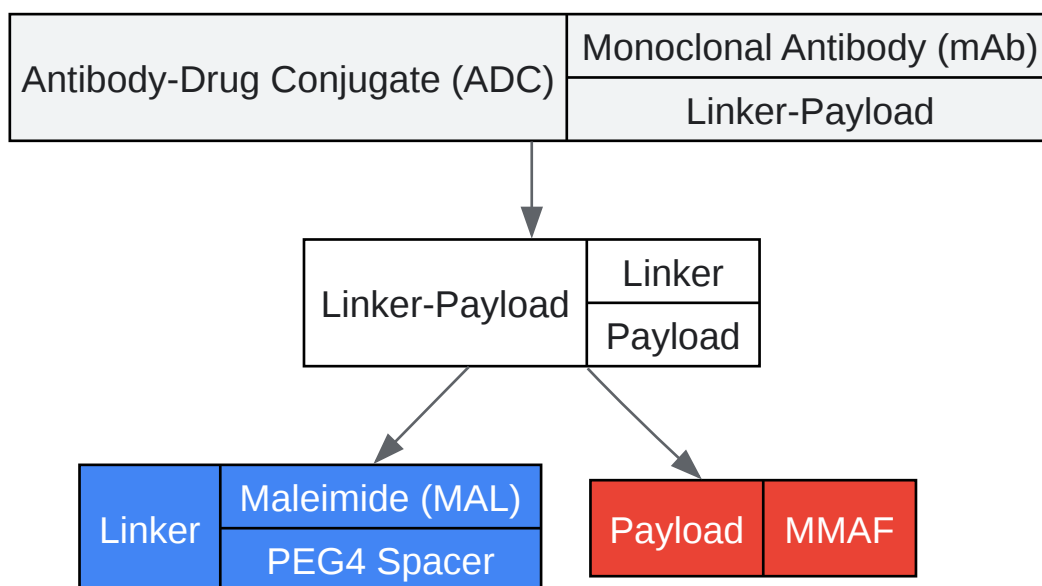 Antibody-Drug Conjugate (ADC)
Monoclonal Antibody (mAb)
Linker-Payload
Linker-Payload
Linker
Payload
Linker
Maleimide (MAL)
PEG4 Spacer
Payload
MMAF